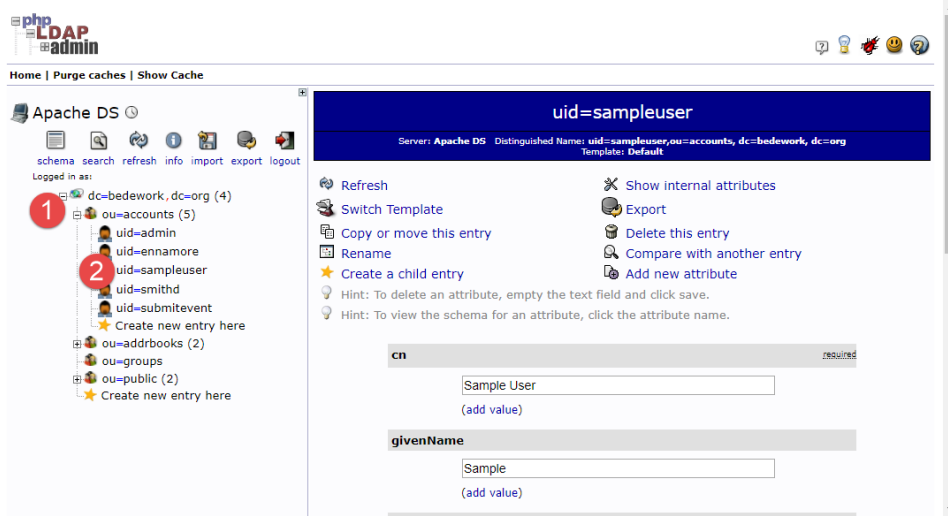 php
LDAP
admin
Home | Purge caches | Show Cache
Apache DS
schema search refresh info import export logout
Logged in as:
dc=bedework,dc=org (4)
1
ou=accounts (5)
uid=admin
uid=ennamore
2
uid=sampleuser
uid=smithd
uid=submitevent
Create new entry here
ou=addrbooks (2)
ou=groups
ou=public (2)
Create new entry here
uid=sampleuser
Server: Apache DS Distinguished Name: uid=sampleuser,ou=accounts, dc=bedework, dc=org
Template: Default
Refresh
Show internal attributes
Switch Template
Export
Copy or move this entry
Delete this entry
Rename
Compare with another entry
Create a child entry
Add new attribute
Hint: To delete an attribute, empty the text field and click save.
Hint: To view the schema for an attribute, click the attribute name.
cn required
Sample User
(add value)
givenName
Sample
(add value)